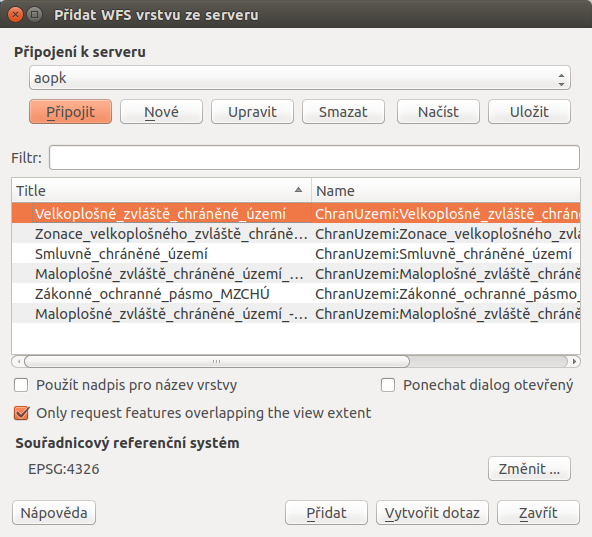 Přidat WFS vrstvu ze serveru
Připojení k serveru
aopk
Připojit Nové Upravit Smazat Načíst Uložit
Filtr:
Title Name
Velkoplošné_zvláště_chráněné_území ChranUzemi:Velkoplošné_zvláště_chrán
Zonace_velkoplošného_zvláště_chráně... ChranUzemi:Zonace_velkoplošného_zvlá
Smluvně_chráněné_území ChranUzemi:Smluvně_chráněné_území
Maloplošné_zvláště_chráněné_území_... ChranUzemi:Maloplošné_zvláště_chráně
Zákonné_ochranné_pásmo_MZCHÚ ChranUzemi:Zákonné_ochranné_pásmo_
Maloplošné_zvláště_chráněné_území_-... ChranUzemi:Maloplošné_zvláště_chráně
Použít nadpis pro název vrstvy Ponechat dialog otevřený
Only request features overlapping the view extent
Souřadnicový referenční systém
EPSG:4326 Změnit ...
Nápověda Přidat Vytvořit dotaz Zavřít